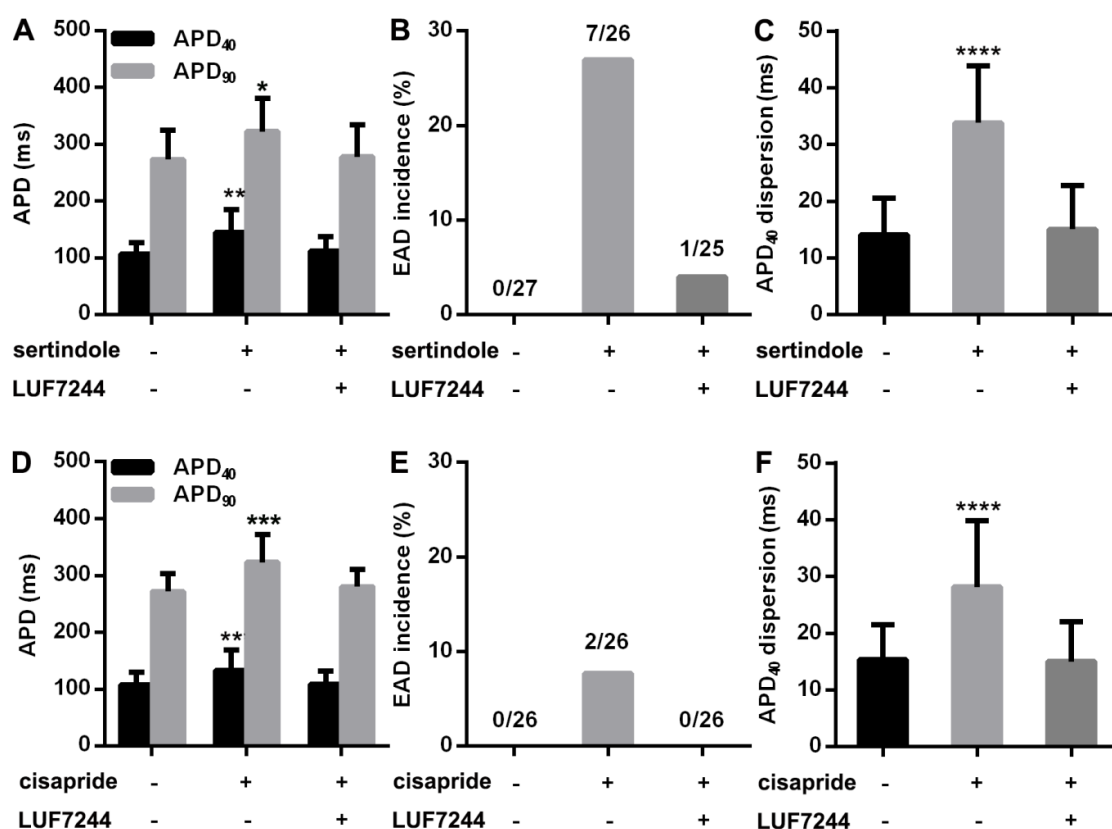 A
APD (ms)
500
400
300
200
100
0
APD40
APD90
**
*
sertindole - + +
LUF7244 - - +
B
EAD incidence (%)
30
20
10
0
0/27
7/26
1/25
sertindole - + +
LUF7244 - - +
C
APD40 dispersion (ms)
50
40
30
20
10
0
****
sertindole - + +
LUF7244 - - +
D
APD (ms)
500
400
300
200
100
0
APD40
APD90
***
cisapride - + +
LUF7244 - - +
E
EAD incidence (%)
30
20
10
0
0/26
2/26
0/26
cisapride - + +
LUF7244 - - +
F
APD40 dispersion (ms)
50
40
30
20
10
0
****
cisapride - + +
LUF7244 - - +